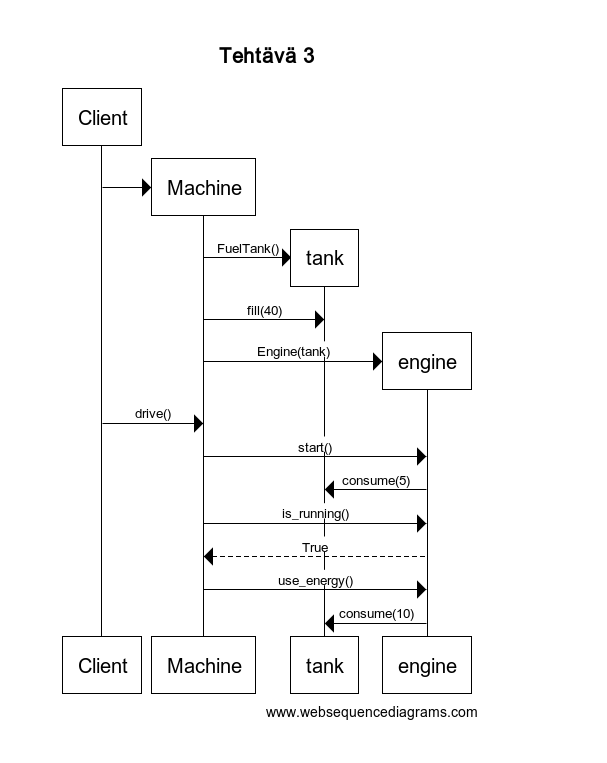 Tehtävä 3
Client
Machine
FuelTank()
tank
fill(40)
Engine(tank)
engine
drive()
start()
consume(5)
is_running()
True
use_energy()
consume(10)
Client
Machine
tank
engine
www.websequencediagrams.com